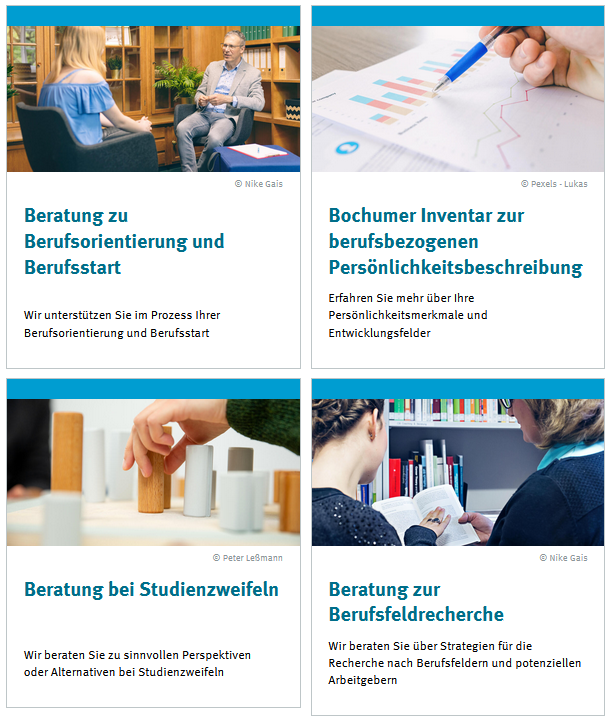 © Nike Gais
Beratung zu
Berufsorientierung und
Berufsstart
Wir unterstützen Sie im Prozess Ihrer
Berufsorientierung und Berufsstart
© Pexels - Lukas
Bochumer Inventar zur
berufsbezogenen
Persönlichkeitsbeschreibung
Erfahren Sie mehr über Ihre
Persönlichkeitsmerkmale und
Entwicklungsfelder
© Peter Leßmann
Beratung bei Studienzweifeln
Wir beraten Sie zu sinnvollen Perspektiven
oder Alternativen bei Studienzweifeln
© Nike Gais
Beratung zur
Berufsfeldrecherche
Wir beraten Sie über Strategien für die
Recherche nach Berufsfeldern und potenziellen
Arbeitgebern